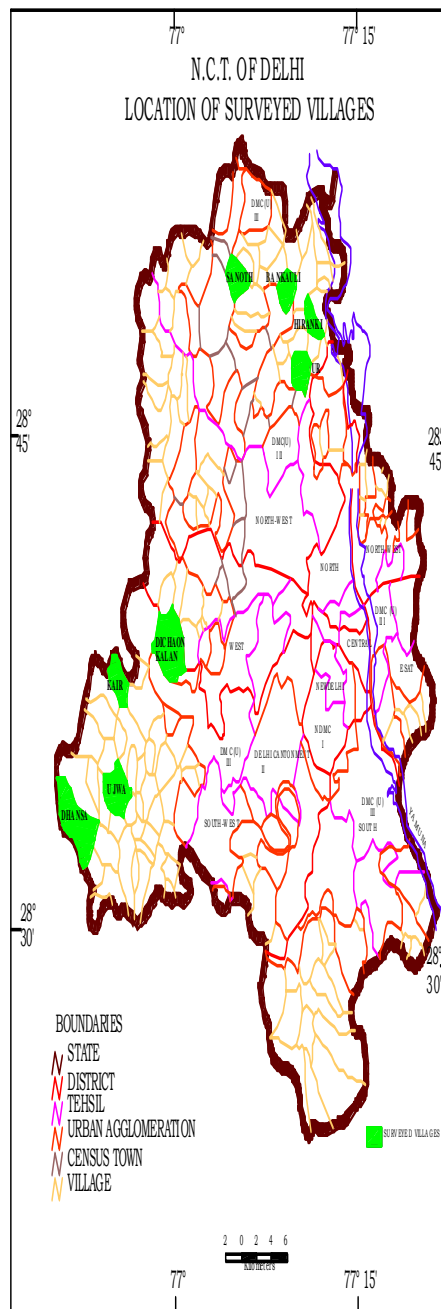 77° 77° 15'
N.C.T. OF DELHI
LOCATION OF SURVEYED VILLAGES
DMC (U)
III
SANOTH
BANKAULI
HIRANKI
UR
28°
45'
28°
45'
DMC(U)
III
NORTH-WEST
NORTH-WEST
NORTH
DMC (U)
III
CENTRAL
ESAT
WEST
DICHAON
KALAN
KAIR
NEW DELHI
NDMC
I
DMC (U)
III
DELHI CANTONMENT
II
UJWA
DHANSA
SOUTH-WEST
DMC (U)
III
SOUTH
YAMUNA
28°
30'
28°
30'
BOUNDARIES
STATE
DISTRICT
TEHSIL
URBAN AGGLOMERATION
CENSUS TOWN
VILLAGE
SURVEYED VILLAGES
2 0 2 4 6
Kilometers
77° 77° 15'